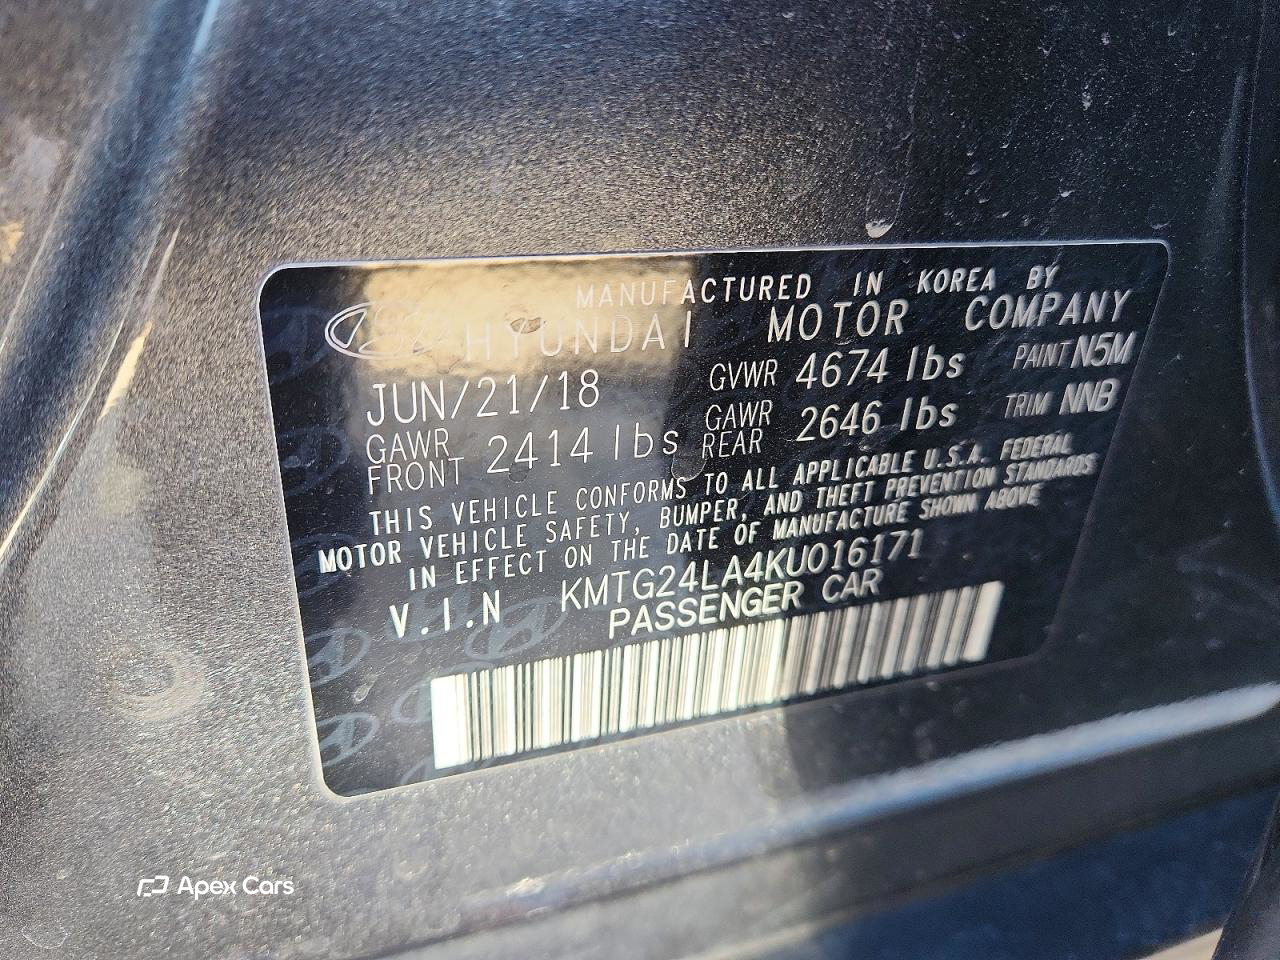 MANUFACTURED IN KOREA BY
HYUNDAI MOTOR COMPANY
JUN/21/18 GVWR 4674 lbs PAINT N5M
GAWR FRONT 2414 lbs GAWR REAR 2646 lbs TRIM NNB
THIS VEHICLE CONFORMS TO ALL APPLICABLE U.S.A. FEDERAL
MOTOR VEHICLE SAFETY, BUMPER, AND THEFT PREVENTION STANDARDS
IN EFFECT ON THE DATE OF MANUFACTURE SHOWN ABOVE
V.I.N KMTG24LA4KU016171
PASSENGER CAR
Apex Cars